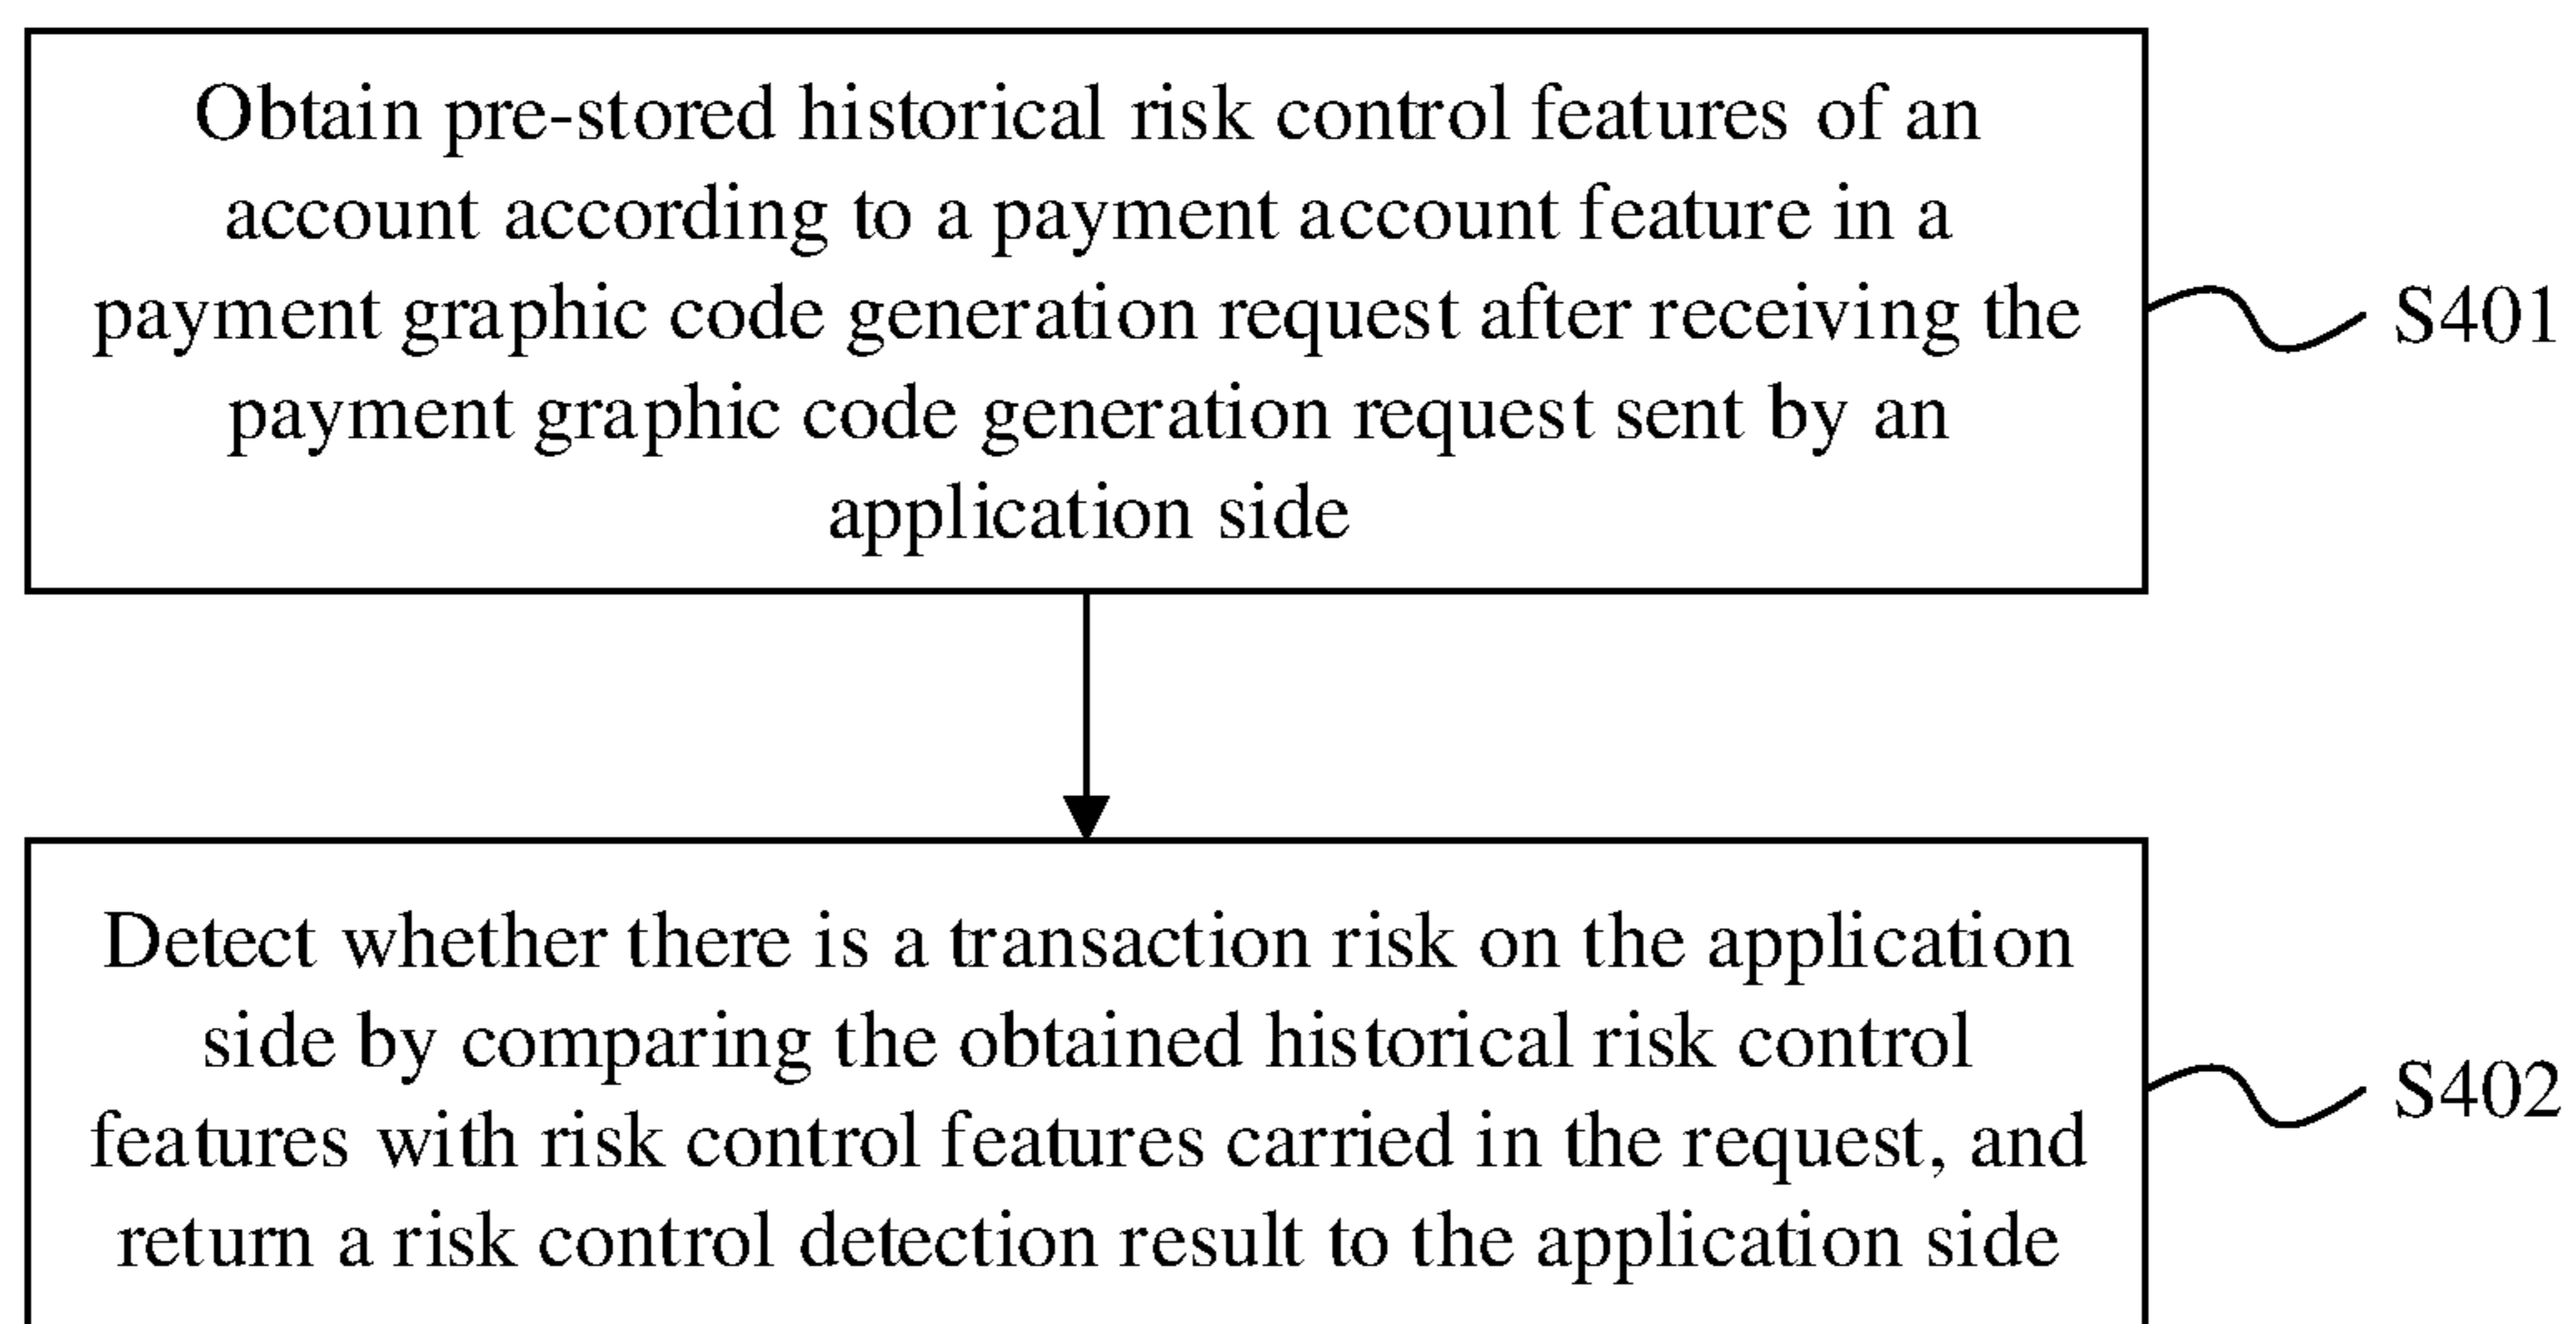 Obtain pre-stored historical risk control features of an
account according to a payment account feature in a
payment graphic code generation request after receiving the
payment graphic code generation request sent by an
application side
S401
Detect whether there is a transaction risk on the application
side by comparing the obtained historical risk control
features with risk control features carried in the request, and
return a risk control detection result to the application side
S402